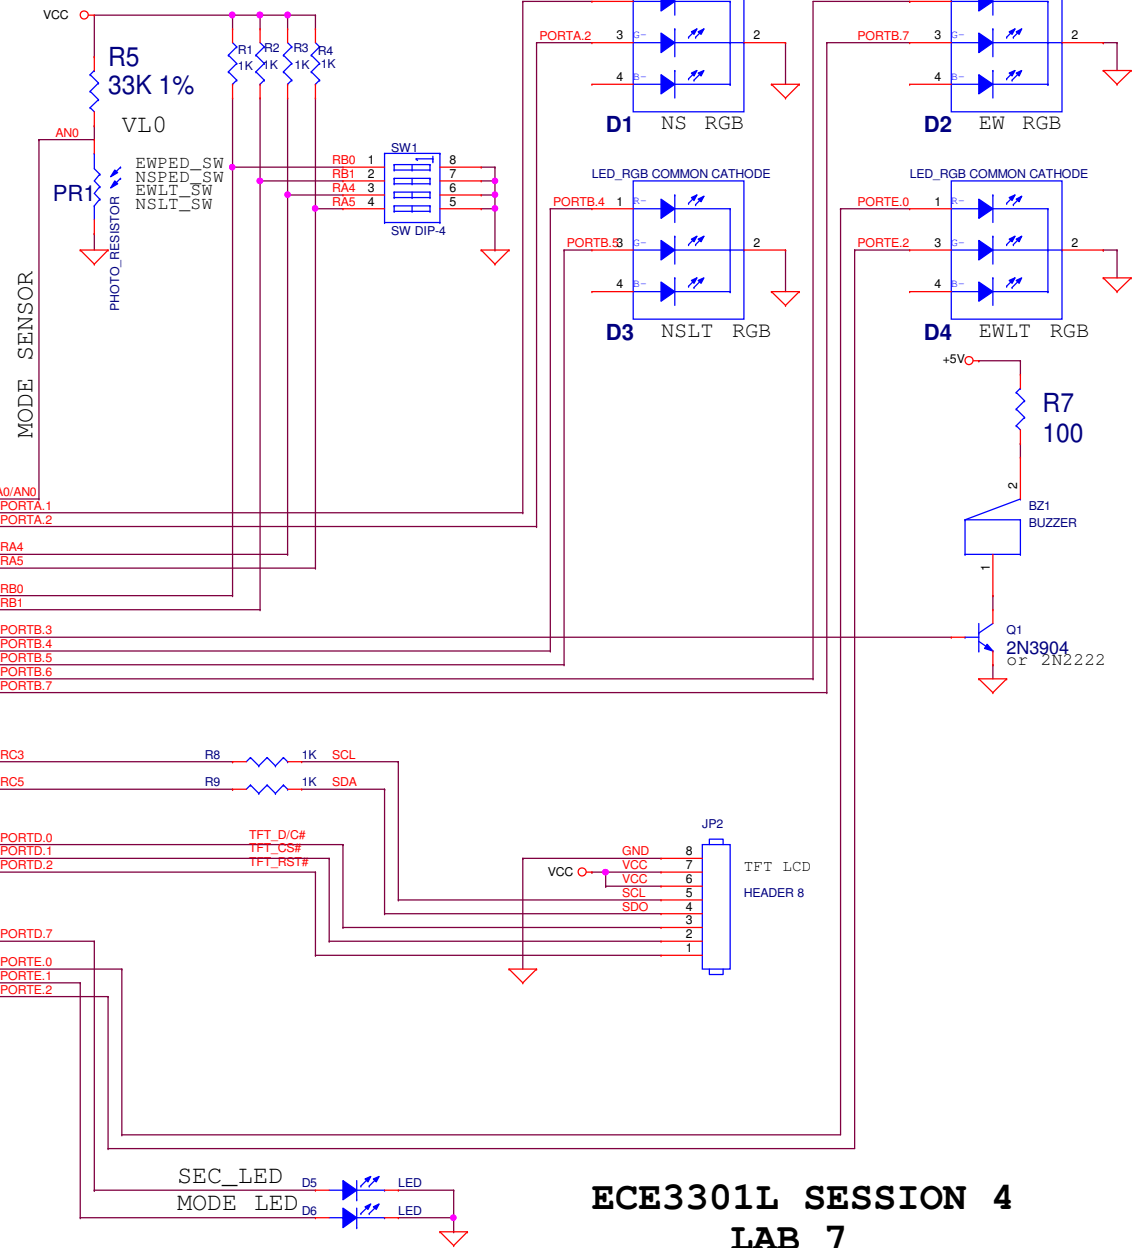 VCC
R1
1K
R2
1K
R3
1K
R4
1K
R5
33K 1%
VL0
AN0
PR1
PHOTO_RESISTOR
MODE SENSOR
EWPED_SW
NSPED_SW
EWLT_SW
NSLT_SW
SW1
RB0 1 8
RB1 2 7
RA4 3 6
RA5 4 5
SW DIP-4
PORTA.2 3 G- 2
4 B-
D1 NS RGB
PORTB.7 3 G- 2
4 B-
D2 EW RGB
LED_RGB COMMON CATHODE
PORTB.4 1 R-
PORTB.5 3 G- 2
4 B-
D3 NSLT RGB
LED_RGB COMMON CATHODE
PORTE.0 1 R-
PORTE.2 3 G- 2
4 B-
D4 EWLT RGB
+5V
R7
100
2
BZ1
BUZZER
1
Q1
2N3904
or 2N2222
A0/AN0
PORTA.1
PORTA.2
RA4
RA5
RB0
RB1
PORTB.3
PORTB.4
PORTB.5
PORTB.6
PORTB.7
RC3 R8 1K SCL
RC5 R9 1K SDA
PORTD.0 TFT_D/C#
PORTD.1 TFT_CS#
PORTD.2 TFT_RST#
JP2
GND 8
VCC VCC 7
VCC 6
SCL 5
SDO 4
3
2
1
TFT LCD
HEADER 8
PORTD.7
PORTE.0
PORTE.1
PORTE.2
SEC_LED D5 LED
MODE LED D6 LED
ECE3301L SESSION 4
LAB 7